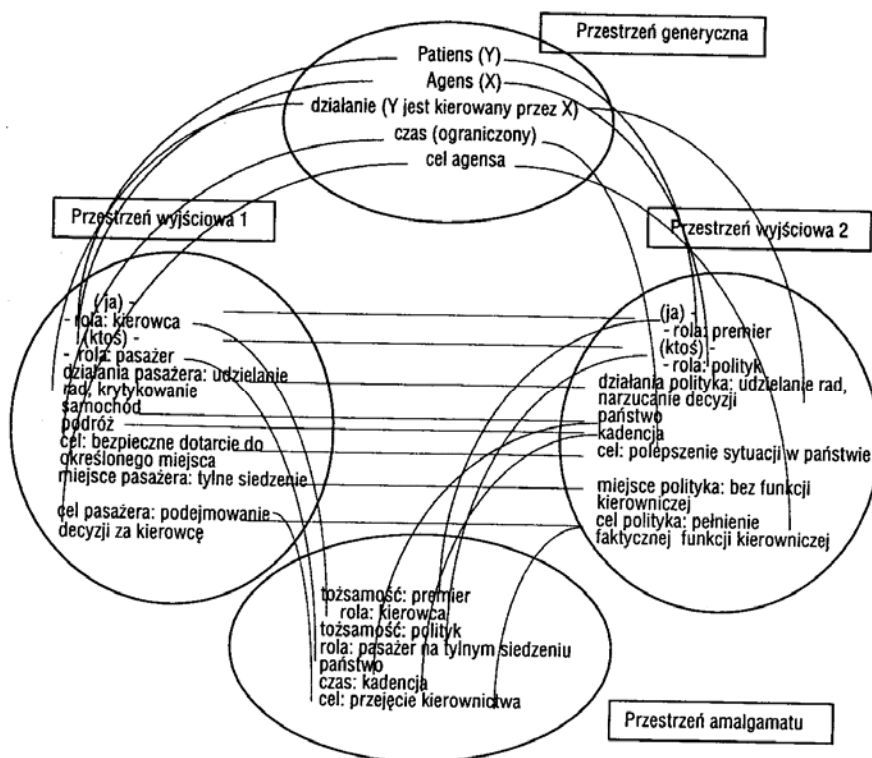 Przestrzeń generyczna
Patiens (Y)
Agens (X)
działanie (Y jest kierowany przez X)
czas (ograniczony)
cel agensa
Przestrzeń wyjściowa 1
(ja) -
- rola: kierowca
(ktoś) -
- rola: pasażer
działania pasażera: udzielanie
rad, krytykowanie
samochód
podróż
cel: bezpieczne dotarcie do
określonego miejsca
miejsce pasażera: tylne siedzenie
cel pasażera: podejmowanie
decyzji za kierowcę
Przestrzeń wyjściowa 2
(ja) -
- rola: premier
(ktoś) -
- rola: polityk
działania polityka: udzielanie rad,
narzucanie decyzji
państwo
kadencja
cel: polepszenie sytuacji w państwie
miejsce polityka: bez funkcji
kierowniczej
cel polityka: pełnienie
faktycznej funkcji kierowniczej
tożsamość: premier
rola: kierowca
tożsamość: polityk
rola: pasażer na tylnym siedzeniu
państwo
czas: kadencja
cel: przejęcie kierownictwa
Przestrzeń amalgamatu